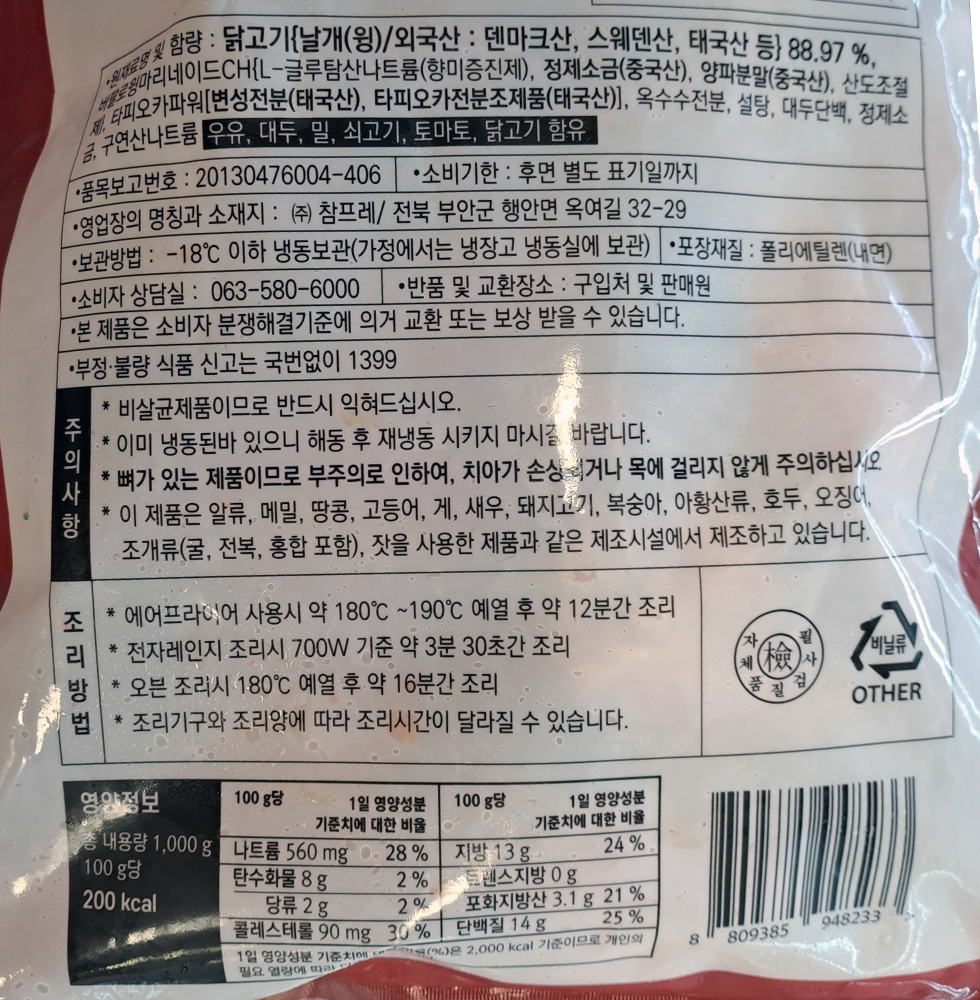 •원재료명 및 함량 : 닭고기{날개(윙)/외국산 : 덴마크산, 스웨덴산, 태국산 등} 88.97 %,
버팔로윙마리네이드CH{L-글루탐산나트륨(향미증진제), 정제소금(중국산), 양파분말(중국산), 산도조절
제}, 타피오카파워[변성전분(태국산), 타피오카전분조제품(태국산)], 옥수수전분, 설탕, 대두단백, 정제소
금, 구연산나트륨 우유, 대두, 밀, 쇠고기, 토마토, 닭고기 함유
•품목보고번호 : 20130476004-406 •소비기한 : 후면 별도 표기일까지
•영업장의 명칭과 소재지 : ㈜ 참프레/ 전북 부안군 행안면 옥여길 32-29
•보관방법 : -18℃ 이하 냉동보관(가정에서는 냉장고 냉동실에 보관) •포장재질 : 폴리에틸렌(내면)
•소비자 상담실 : 063-580-6000 •반품 및 교환장소 : 구입처 및 판매원
•본 제품은 소비자 분쟁해결기준에 의거 교환 또는 보상 받을 수 있습니다.
•부정·불량 식품 신고는 국번없이 1399
주의사항
* 비살균제품이므로 반드시 익혀드십시오.
* 이미 냉동된바 있으니 해동 후 재냉동 시키지 마시길 바랍니다.
* 뼈가 있는 제품이므로 부주의로 인하여, 치아가 손상되거나 목에 걸리지 않게 주의하십시오.
* 이 제품은 알류, 메밀, 땅콩, 고등어, 게, 새우, 돼지고기, 복숭아, 아황산류, 호두, 오징어,
조개류(굴, 전복, 홍합 포함), 잣을 사용한 제품과 같은 제조시설에서 제조하고 있습니다.
조리방법
* 에어프라이어 사용시 약 180℃ ~190℃ 예열 후 약 12분간 조리
* 전자레인지 조리시 700W 기준 약 3분 30초간 조리
* 오븐 조리시 180℃ 예열 후 약 16분간 조리
* 조리기구와 조리양에 따라 조리시간이 달라질 수 있습니다.
자체품질검사필
檢
비닐류
OTHER
영양정보
총 내용량 1,000 g
100 g당
200 kcal
100 g당 1일 영양성분 기준치에 대한 비율
나트륨 560 mg 28 %
탄수화물 8 g 2 %
당류 2 g 2 %
콜레스테롤 90 mg 30 %
100 g당 1일 영양성분 기준치에 대한 비율
지방 13 g 24 %
트랜스지방 0 g
포화지방산 3.1 g 21 %
단백질 14 g 25 %
1일 영양성분 기준치에 (%)은 2,000 kcal 기준이므로 개인의
필요 열량에 따라
8 809385 948233